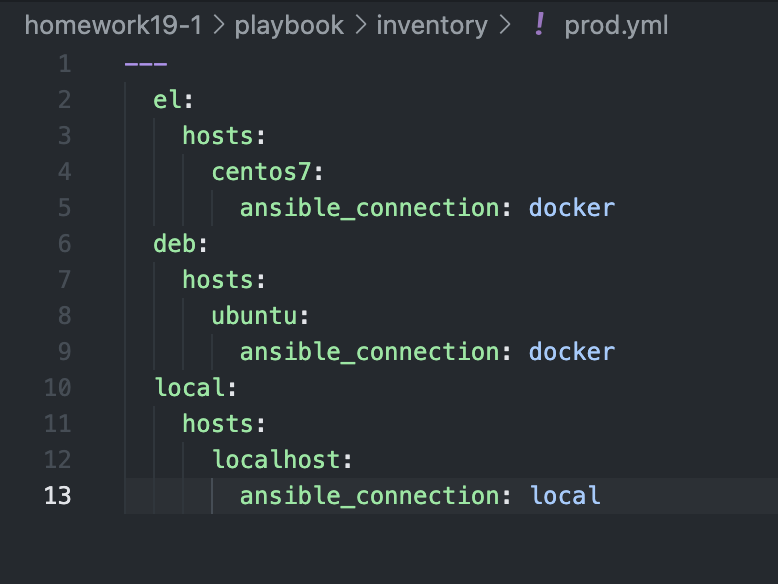 homework19-1 > playbook > inventory > ! prod.yml
1 ---
2   el:
3     hosts:
4       centos7:
5         ansible_connection: docker
6   deb:
7     hosts:
8       ubuntu:
9         ansible_connection: docker
10   local:
11     hosts:
12       localhost:
13         ansible_connection: local